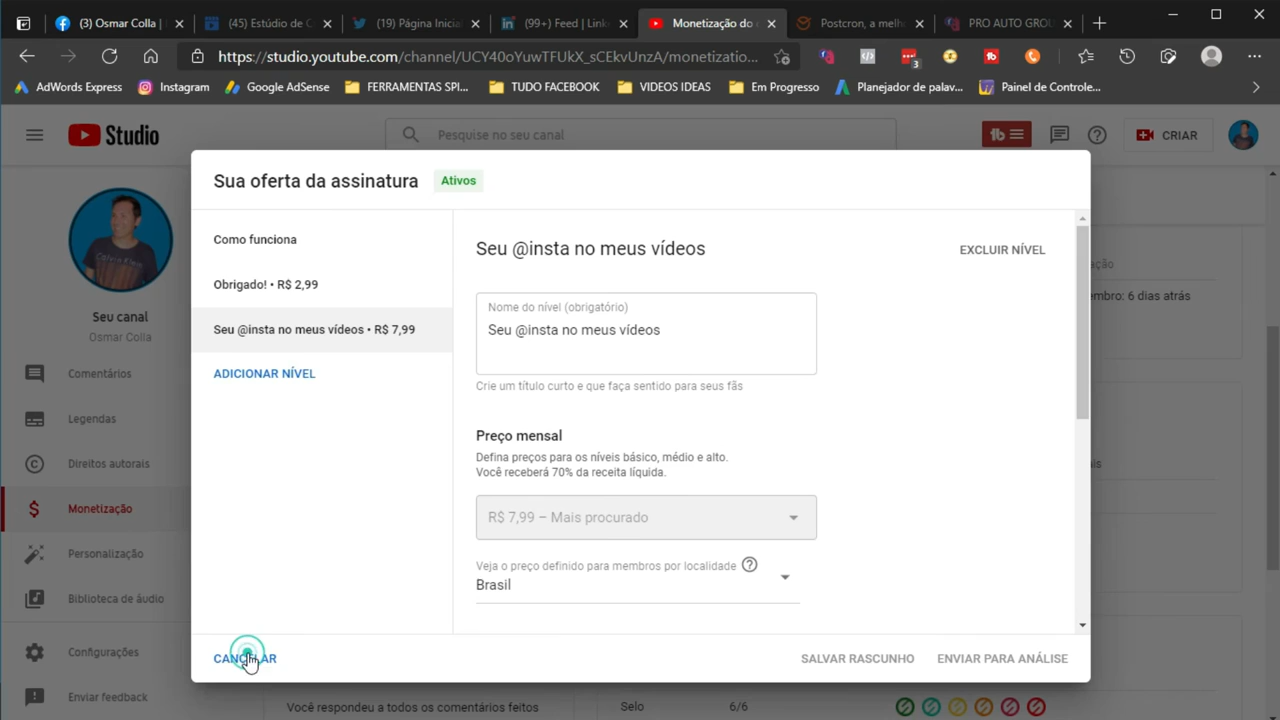 (3) Osmar Colla |
(45) Estúdio de C
(19) Página Inicia
(99+) Feed | Link
Monetização do c
Postcron, a melh
PRO AUTO GROU
https://studio.youtube.com/channel/UCY40oYuwTFUkX_sCEkvUnzA/monetizatio...
3
AdWords Express
Instagram
Google AdSense
FERRAMENTAS SPI...
TUDO FACEBOOK
VIDEOS IDEAS
Em Progresso
Planejador de palav...
Painel de Controle...
Studio
Pesquise no seu canal
CRIAR
Seu canal
Osmar Colla
Comentários
Legendas
Direitos autorais
Monetização
Personalização
Biblioteca de áudio
Configurações
Enviar feedback
Sua oferta da assinatura
Ativos
Como funciona
Obrigado! • R$ 2,99
Seu @insta no meus vídeos • R$ 7,99
ADICIONAR NÍVEL
Seu @insta no meus vídeos
EXCLUIR NÍVEL
Nome do nível (obrigatório)
Seu @insta no meus vídeos
Crie um título curto e que faça sentido para seus fãs
Preço mensal
Defina preços para os níveis básico, médio e alto.
Você receberá 70% da receita líquida.
R$ 7,99 – Mais procurado
Veja o preço definido para membros por localidade
Brasil
CANCELAR
SALVAR RASCUNHO
ENVIAR PARA ANÁLISE
ação
mbro: 6 dias atrás
is
Você respondeu a todos os comentários feitos
Selo
6/6